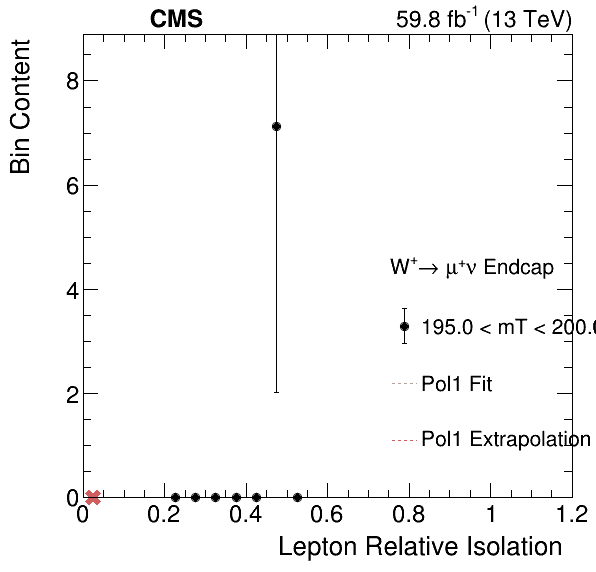 CMS
59.8 fb⁻¹ (13 TeV)
Bin Content
8
6
4
2
0
W⁺→ μ⁺ν Endcap
195.0 < mT < 200.0
Pol1 Fit
Pol1 Extrapolation
0 0.2 0.4 0.6 0.8 1 1.2
Lepton Relative Isolation